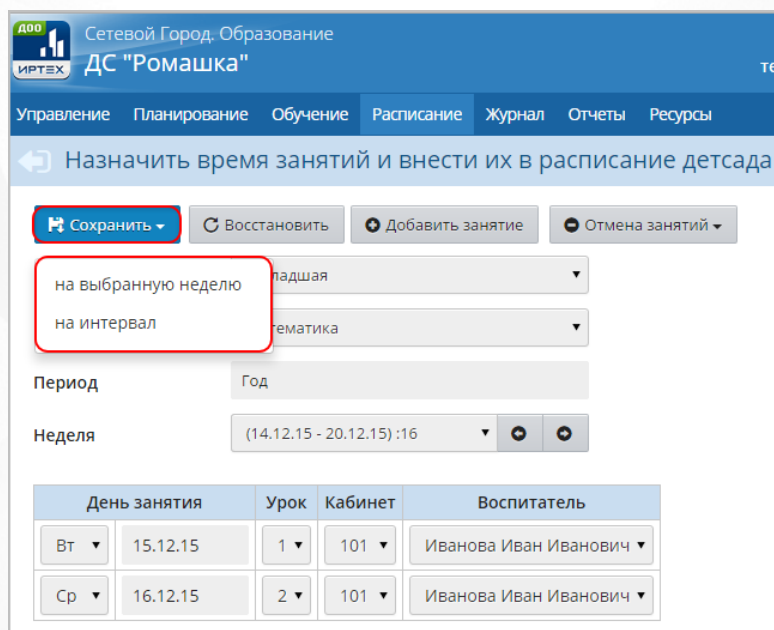 ДОО
ИРТЕХ
Сетевой Город. Образование
ДС "Ромашка"
Управление Планирование Обучение Расписание Журнал Отчеты Ресурсы
Назначить время занятий и внести их в расписание детсада
Сохранить Восстановить Добавить занятие Отмена занятий
на выбранную неделю
ладшая
на интервал
тематика
Период Год
Неделя (14.12.15 - 20.12.15) :16
День занятия Урок Кабинет Воспитатель
Вт 15.12.15 1 101 Иванова Иван Иванович
Ср 16.12.15 2 101 Иванова Иван Иванович